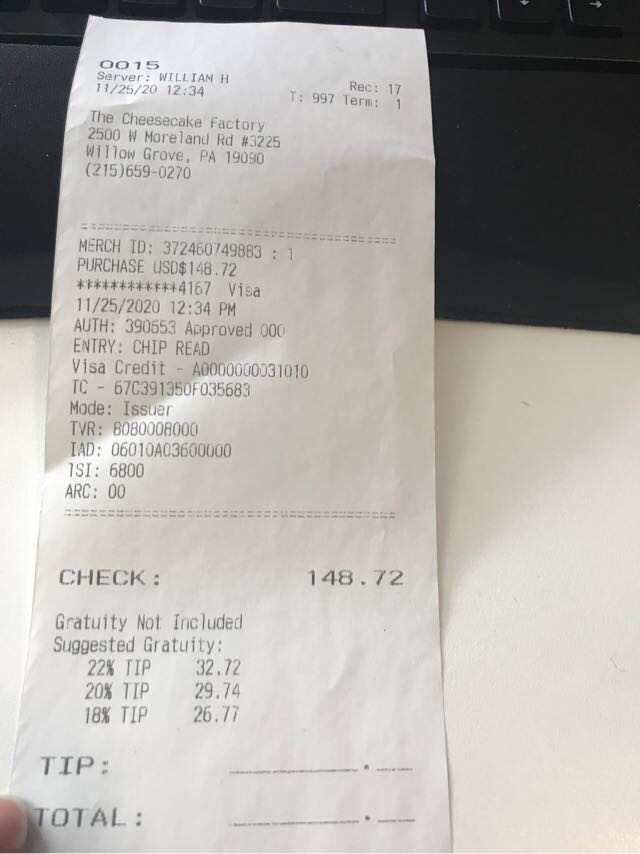 0015
Server: WILLIAM H Rec: 17
11/25/20 12:34 T: 997 Term: 1
The Cheesecake Factory
2500 W Moreland Rd #3225
Willow Grove, PA 19090
(215)659-0270
MERCH ID: 372460749883 : 1
PURCHASE USD$148.72
************4167 Visa
11/25/2020 12:34 PM
AUTH: 390653 Approved 000
ENTRY: CHIP READ
Visa Credit - A0000000031010
TC - 67C391350F035683
Mode: Issuer
TVR: 8080008000
IAD: 06010A03600000
TSI: 6800
ARC: 00
CHECK: 148.72
Gratuity Not Included
Suggested Gratuity:
22% TIP 32.72
20% TIP 29.74
18% TIP 26.77
TIP:
TOTAL: